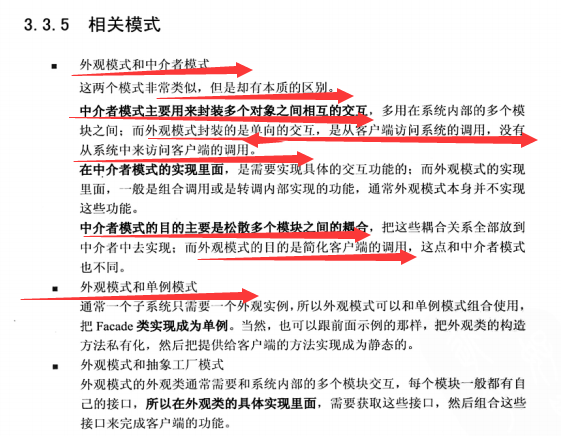 3.3.5 相关模式
■ 外观模式和中介者模式
这两个模式非常类似，但是却有本质的区别。
中介者模式主要用来封装多个对象之间相互的交互，多用在系统内部的多个模
块之间；而外观模式封装的是单向的交互，是从客户端访问系统的调用，没有
从系统中来访问客户端的调用。
在中介者模式的实现里面，是需要实现具体的交互功能的；而外观模式的实现
里面，一般是组合调用或是转调内部实现的功能，通常外观模式本身并不实现
这些功能。
中介者模式的目的主要是松散多个模块之间的耦合，把这些耦合关系全部放到
中介者中去实现；而外观模式的目的是简化客户端的调用，这点和中介者模式
也不同。
■ 外观模式和单例模式
通常一个子系统只需要一个外观实例，所以外观模式可以和单例模式组合使用，
把 Facade 类实现成为单例。当然，也可以跟前面示例的那样，把外观类的构造
方法私有化，然后把提供给客户端的方法实现成为静态的。
■ 外观模式和抽象工厂模式
外观模式的外观类通常需要和系统内部的多个模块交互，每个模块一般都有自
己的接口，所以在外观类的具体实现里面，需要获取这些接口，然后组合这些
接口来完成客户端的功能。